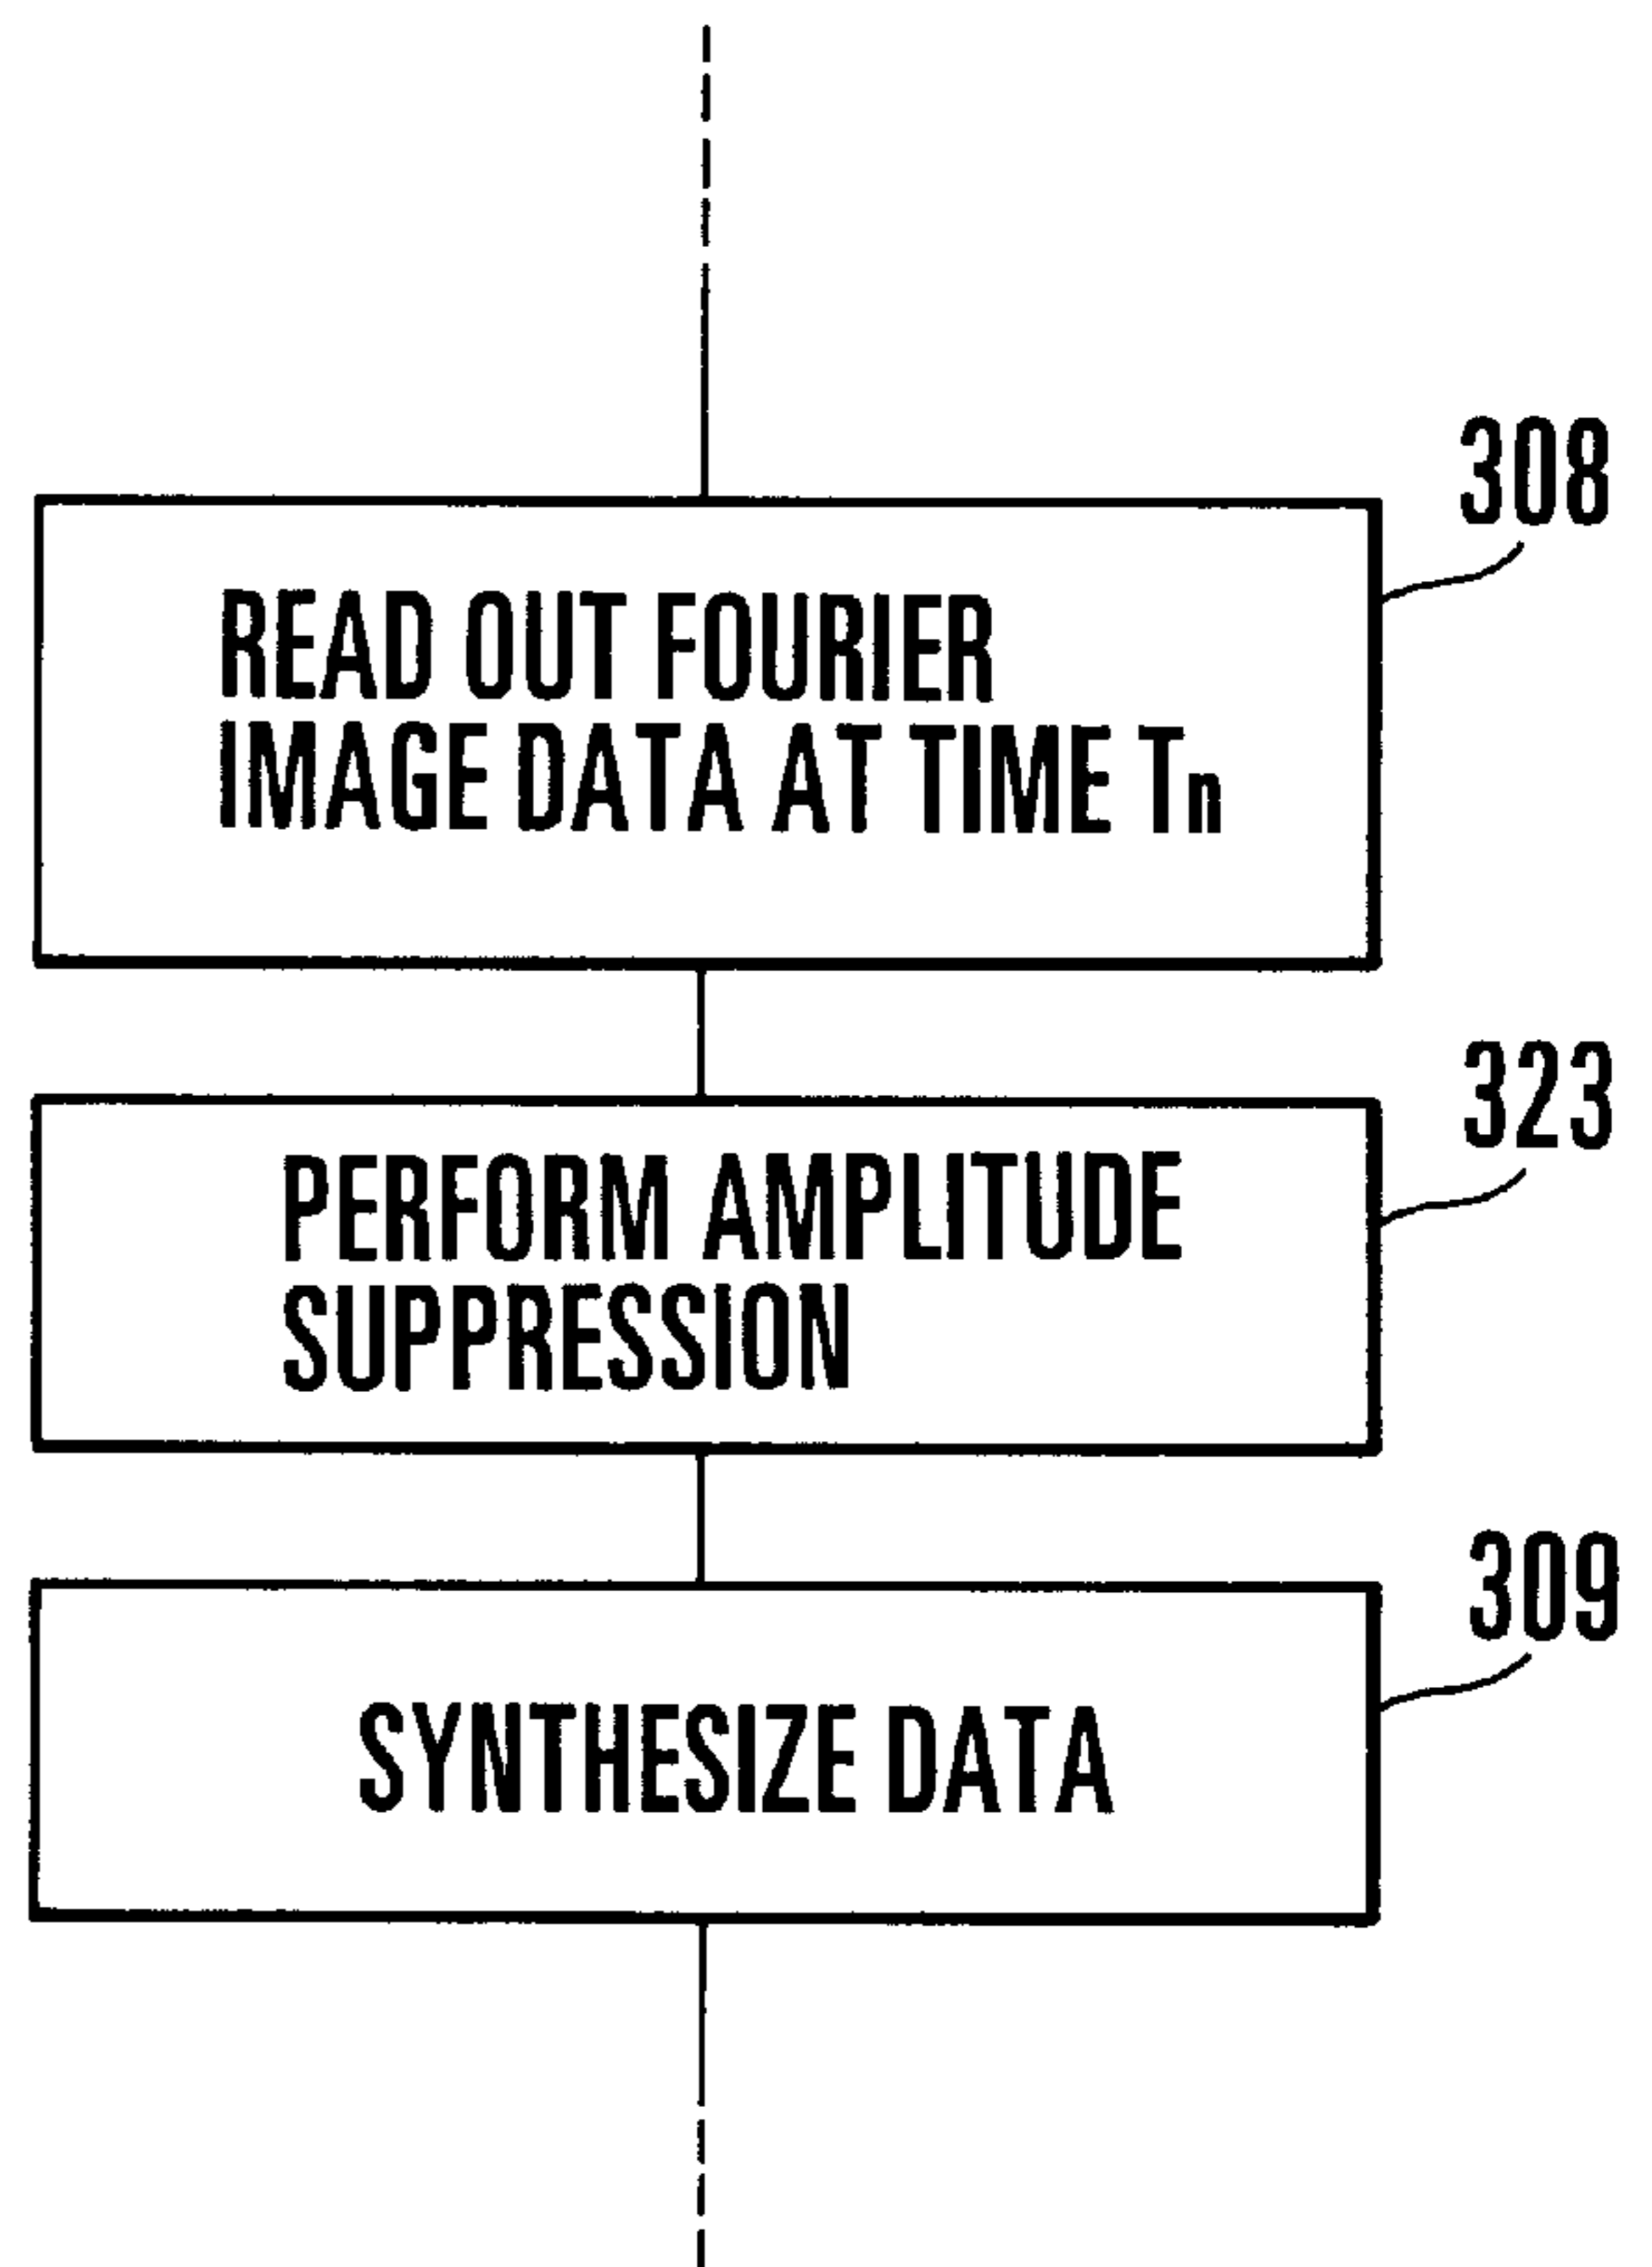 308
READ OUT FOURIER
IMAGE DATA AT TIME Tn
323
PERFORM AMPLITUDE
SUPPRESSION
309
SYNTHESIZE DATA